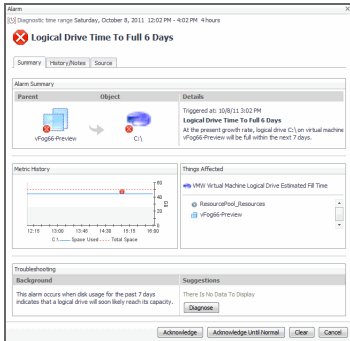 Alarm
Diagnostic time range Saturday, October 8, 2011 12:02 PM - 4:02 PM 4 hours
Logical Drive Time To Full 6 Days
Summary History/Notes Source
Alarm Summary
Parent Object Details
vFog66-Preview
C:\
Triggered at: 10/8/11 3:02 PM
Logical Drive Time To Full 6 Days
At the present growth rate, logical drive C:\ on virtual machine
vFog66-Preview will be full within the next 7 days.
Metric History
60
40
20
0
GB
12:15 13:00 13:45 14:30 15:15 16:00
C:\ Space Used Total Space
Things Affected
VMW Virtual Machine Logical Drive Estimated Fill Time
ResourcePool_Resources
vFog66-Preview
Troubleshooting
Background
This alarm occurs when disk usage for the past 7 days
indicates that a logical drive will soon likely reach its capacity.
Suggestions
There Is No Data To Display
Diagnose
Acknowledge Acknowledge Until Normal Clear Cancel